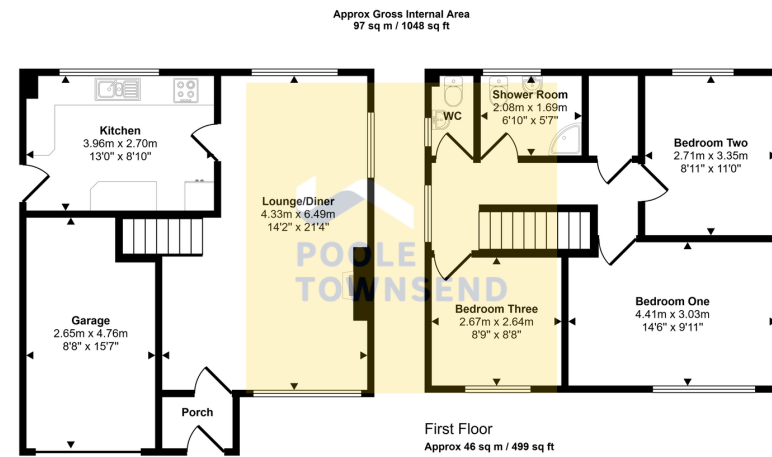 Approx Gross Internal Area
97 sq m / 1048 sq ft
Kitchen
3.96m x 2.70m
13'0" x 8'10"
Lounge/Diner
4.33m x 6.49m
14'2" x 21'4"
Garage
2.65m x 4.76m
8'8" x 15'7"
Porch
WC
Shower Room
2.08m x 1.69m
6'10" x 5'7"
Bedroom Two
2.71m x 3.35m
8'11" x 11'0"
POOLE
TOWNSEND
Bedroom Three
2.67m x 2.64m
8'9" x 8'8"
Bedroom One
4.41m x 3.03m
14'6" x 9'11"
First Floor
Approx 46 sq m / 499 sq ft